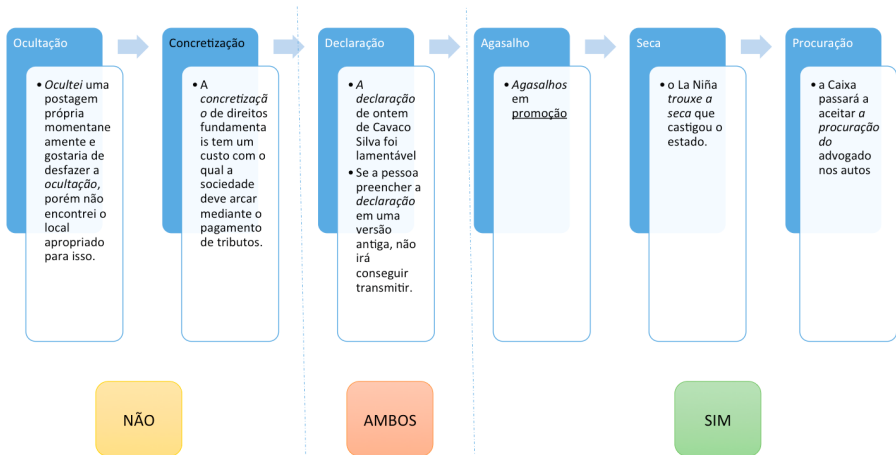 Ocultação
• Ocultei uma
postagem
própria
momentane
amente e
gostaria de
desfazer a
ocultação,
porém não
encontrei o
local
apropriado
para isso.
Concretização
• A
concretizaçã
o de direitos
fundamenta
is tem um
custo com o
qual a
sociedade
deve arcar
mediante o
pagamento
de tributos.
Declaração
• A
declaração
de ontem
de Cavaco
Silva foi
lamentável
• Se a pessoa
preencher a
declaração
em uma
versão
antiga, não
irá
conseguir
transmitir.
Agasalho
• Agasalhos
em
promoção
Seca
• o La Niña
trouxe a
seca que
castigou o
estado.
Procuração
• a Caixa
passará a
aceitar a
procuração
do
advogado
nos autos
NÃO
AMBOS
SIM